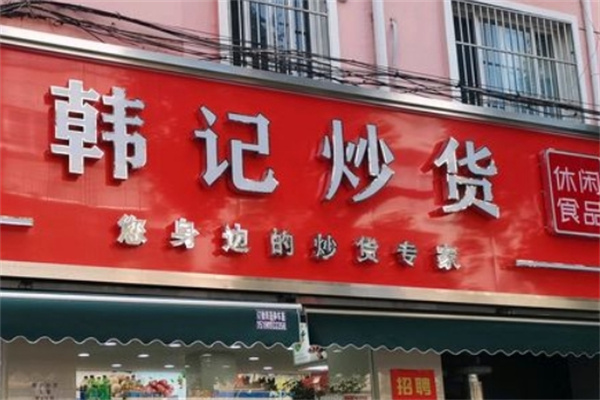 韩记炒货
休闲
食品
您身边的炒货专家
招聘